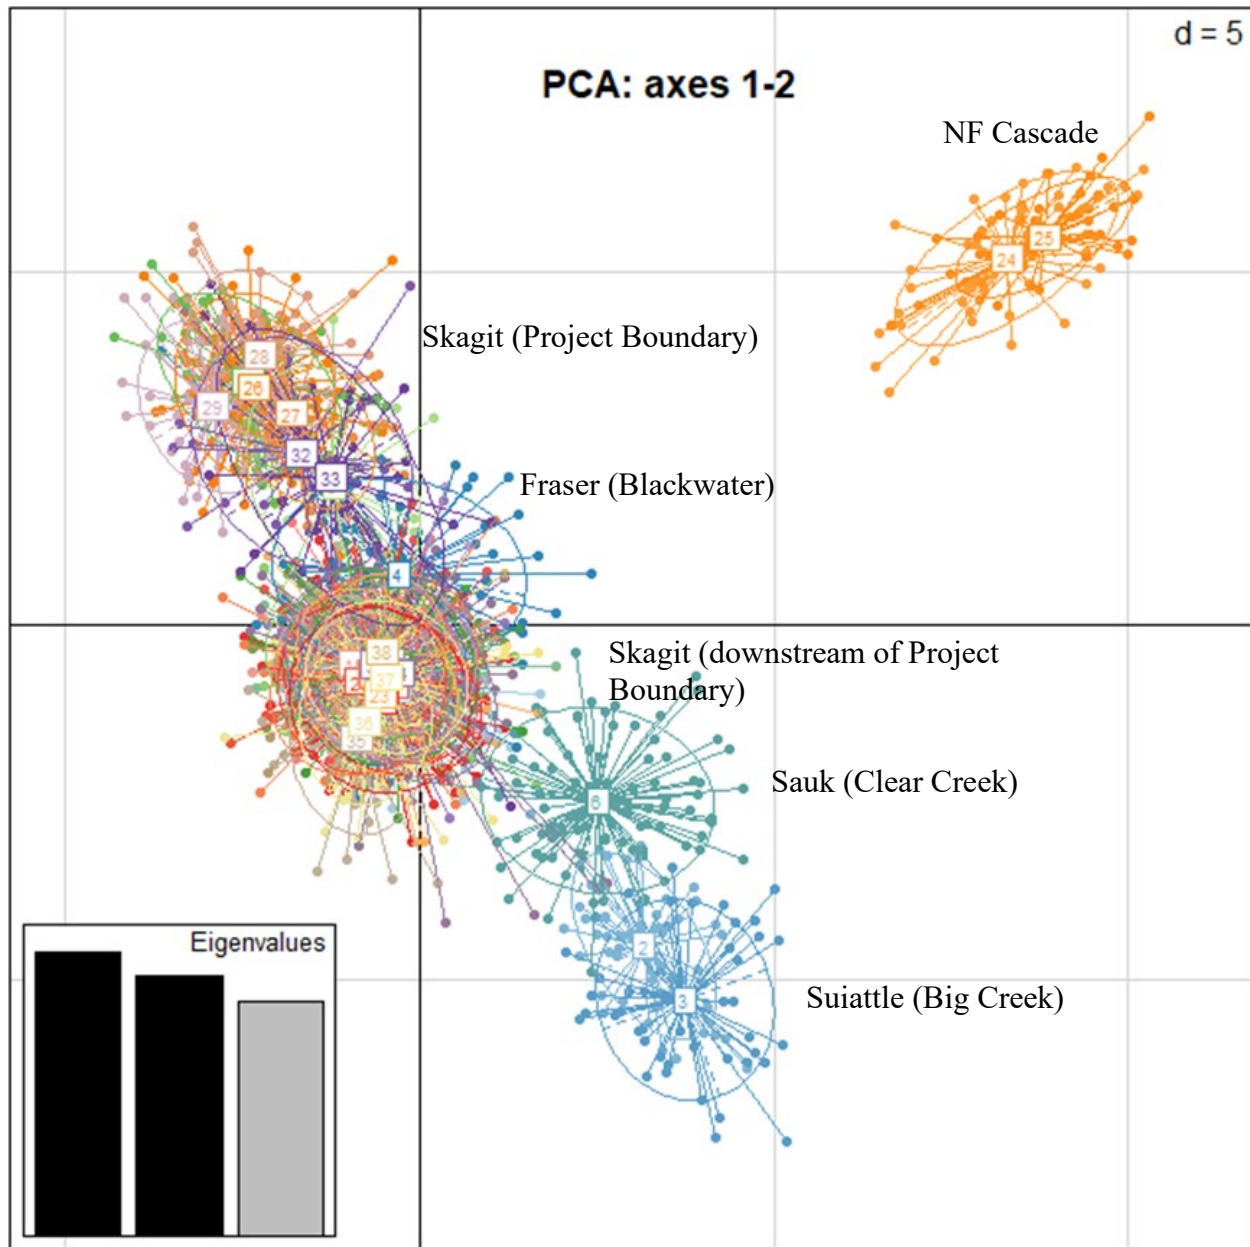 d = 5
PCA: axes 1-2
NF Cascade
25
24
Skagit (Project Boundary)
28
26
29
27
32
33
Fraser (Blackwater)
4
Skagit (downstream of Project
Boundary)
38
37
23
36
35
Sauk (Clear Creek)
6
2
3
Suiattle (Big Creek)
Eigenvalues